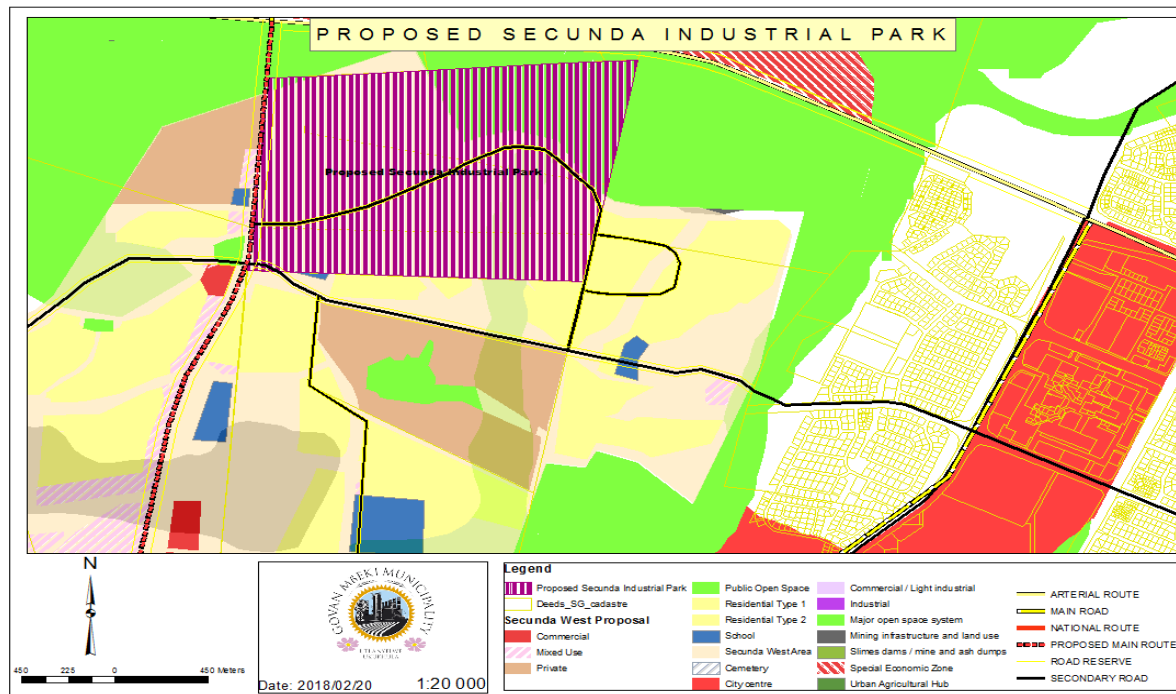 PROPOSED SECUNDA INDUSTRIAL PARK
Proposed Secunda Industrial Park
N
450 225 0 450 Meters
GOVAN MBEKI MUNICIPALITY
Date: 2018/02/20 1:20 000
Legend
Proposed Secunda Industrial Park
Deeds_SG_cadastre
Secunda West Proposal
Commercial
Mixed Use
Private
Public Open Space
Residential Type 1
Residential Type 2
School
Secunda West Area
Cemetery
City centre
Commercial / Light industrial
Industrial
Major open space system
Mining infrastructure and land use
Slimes dams / mine and ash dumps
Special Economic Zone
Urban Agricultural Hub
ARTERIAL ROUTE
MAIN ROAD
NATIONAL ROUTE
PROPOSED MAIN ROUTE
ROAD RESERVE
SECONDARY ROAD